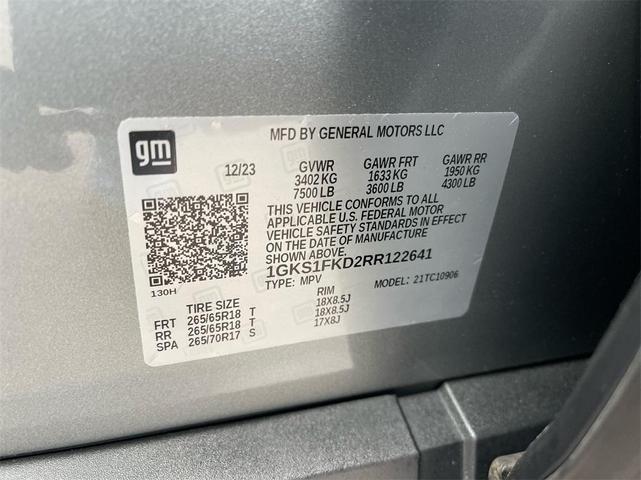 gm
MFD BY GENERAL MOTORS LLC
12/23 GVWR GAWR FRT GAWR RR
3402 KG 1633 KG 1950 KG
7500 LB 3600 LB 4300 LB
THIS VEHICLE CONFORMS TO ALL
APPLICABLE U.S. FEDERAL MOTOR
VEHICLE SAFETY STANDARDS IN EFFECT
ON THE DATE OF MANUFACTURE
SHOWN ABOVE.
1GKS1FKD2RR122641
130H
TYPE: MPV MODEL: 21TC10906
TIRE SIZE RIM
FRT 265/65R18 T 18X8.5J
RR 265/65R18 T 18X8.5J
SPA 265/70R17 S 17X8J